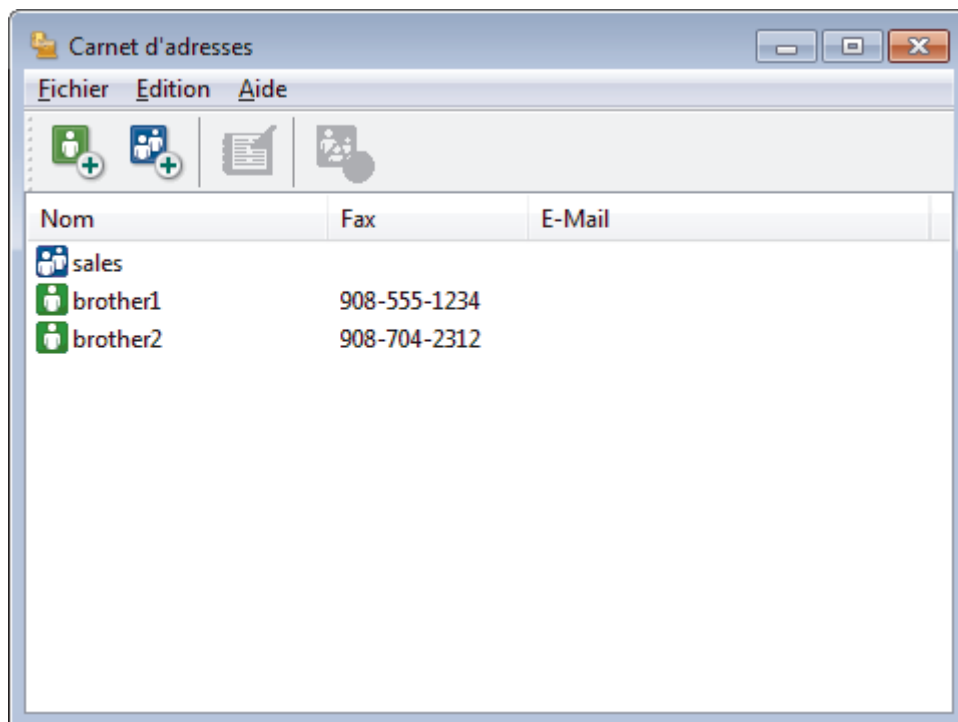 Carnet d'adresses
Fichier Edition Aide
Nom Fax E-Mail
sales
brother1 908-555-1234
brother2 908-704-2312